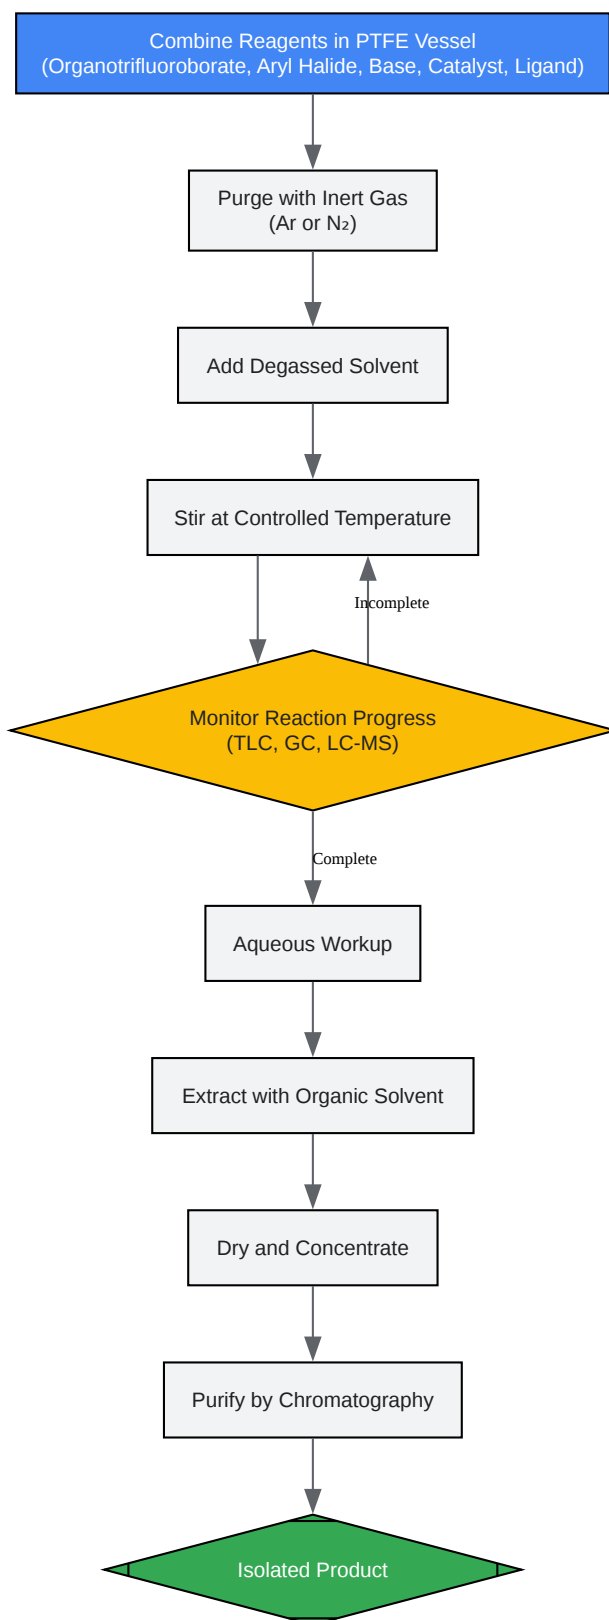 Combine Reagents in PTFE Vessel
(Organotrifluoroborate, Aryl Halide, Base, Catalyst, Ligand)
Purge with Inert Gas
(Ar or N₂)
Add Degassed Solvent
Stir at Controlled Temperature
Incomplete
Monitor Reaction Progress
(TLC, GC, LC-MS)
Complete
Aqueous Workup
Extract with Organic Solvent
Dry and Concentrate
Purify by Chromatography
Isolated Product